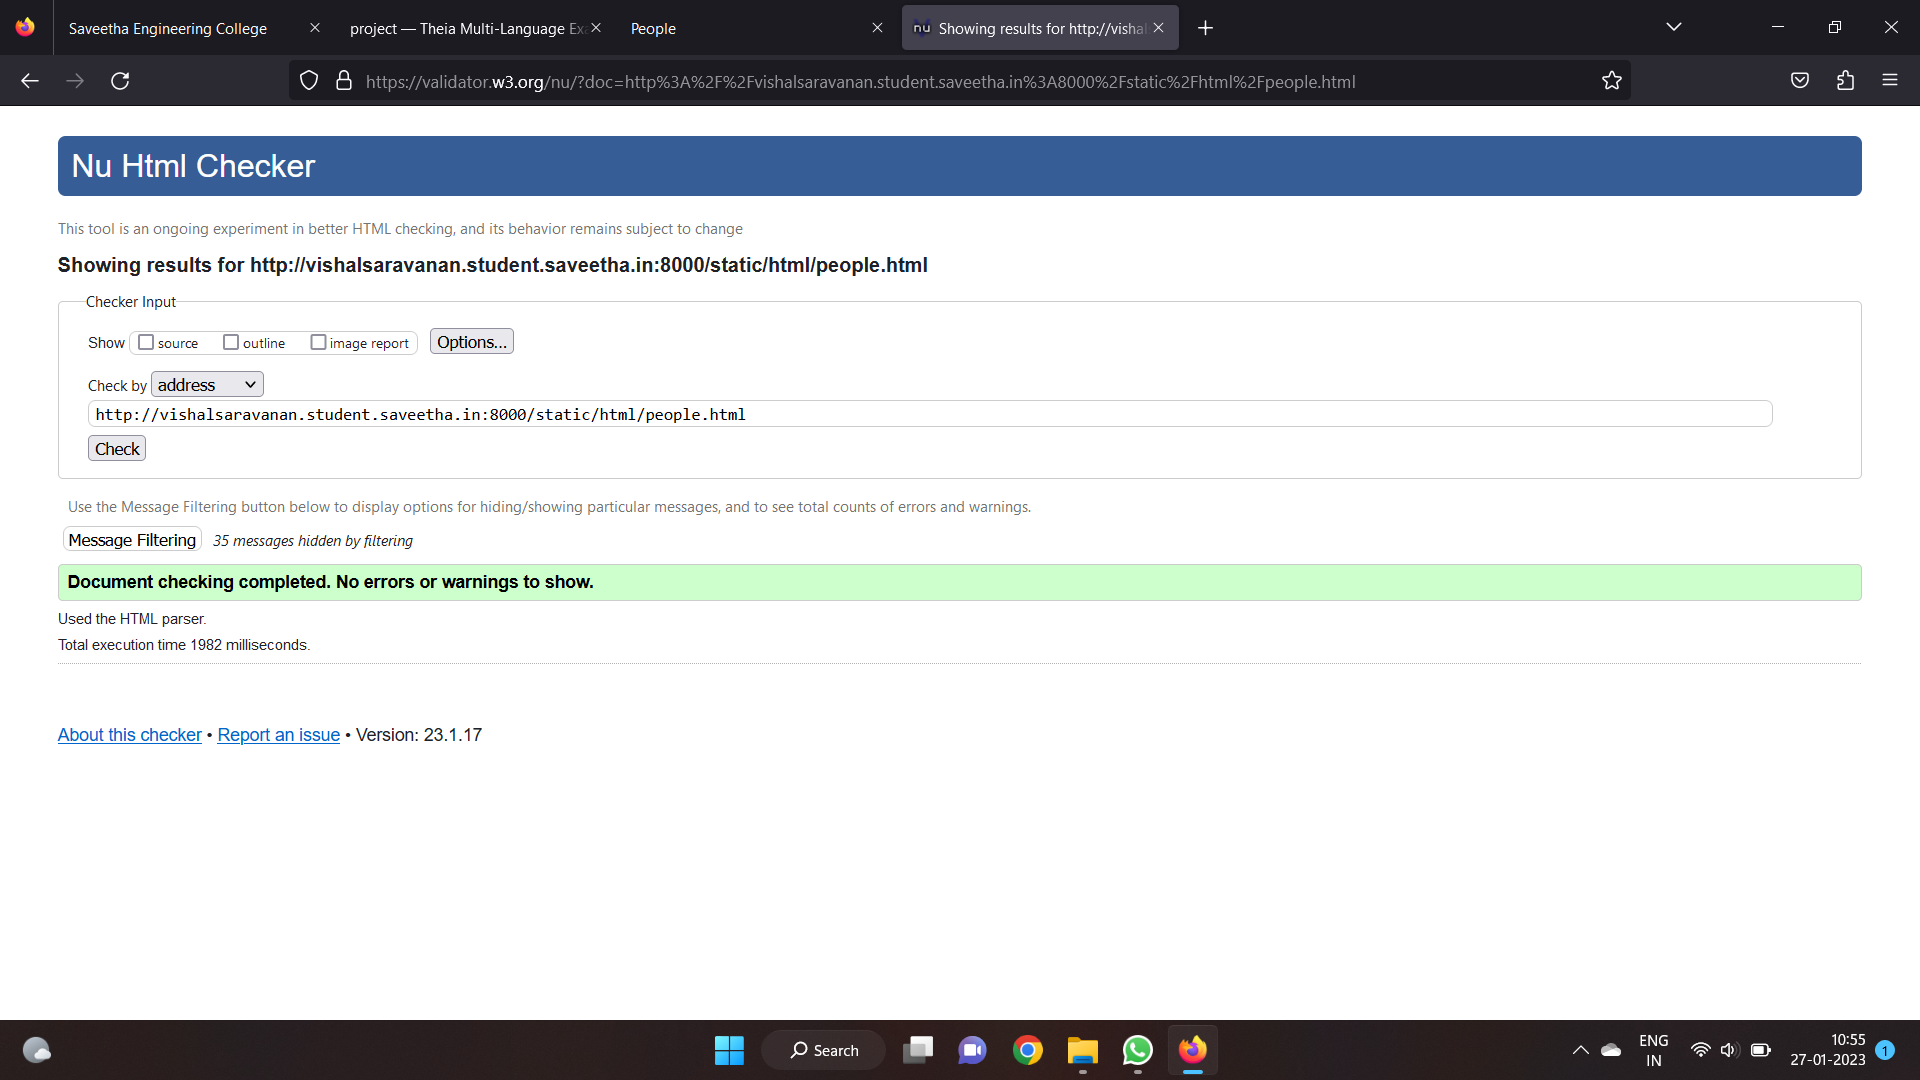 Saveetha Engineering College
project — Theia Multi-Language Ex
People
nu Showing results for http://visha
https://validator.w3.org/nu/?doc=http%3A%2F%2Fvishalsaravanan.student.saveetha.in%3A8000%2Fstatic%2Fhtml%2Fpeople.html
Nu Html Checker
This tool is an ongoing experiment in better HTML checking, and its behavior remains subject to change
Showing results for http://vishalsaravanan.student.saveetha.in:8000/static/html/people.html
Checker Input
Show source outline image report Options...
Check by address
http://vishalsaravanan.student.saveetha.in:8000/static/html/people.html
Check
Use the Message Filtering button below to display options for hiding/showing particular messages, and to see total counts of errors and warnings.
Message Filtering 35 messages hidden by filtering
Document checking completed. No errors or warnings to show.
Used the HTML parser.
Total execution time 1982 milliseconds.
About this checker • Report an issue • Version: 23.1.17
Search
ENG
IN
10:55
27-01-2023
1